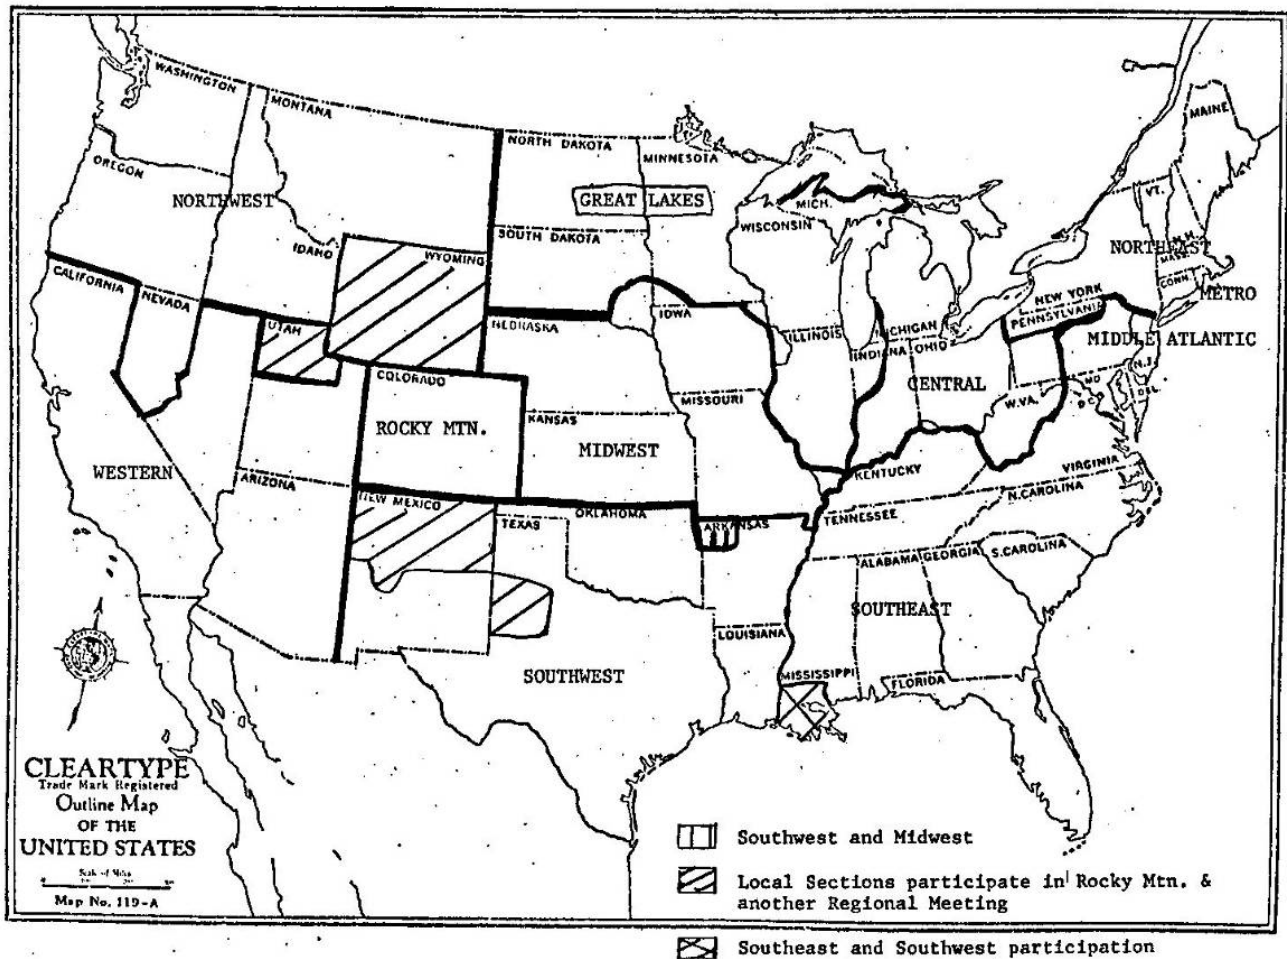 WASHINGTON
MONTANA
NORTH DAKOTA
MINNESOTA
MAINE
OREGON
NORTHWEST
GREAT LAKES
MICH.
VT.
WISCONSIN
SOUTH DAKOTA
IDAHO
WYOMING
N.H.
NORTHEAST
MASS.
CALIFORNIA
NEVADA
CONN.
METRO
UTAH
NEBRASKA
IOWA
NEW YORK
PENNSYLVANIA
ILLINOIS
MICHIGAN
INDIANA
OHIO
MIDDLE ATLANTIC
COLORADO
CENTRAL
N.J.
MD
DEL.
D C
W.VA.
MISSOURI
KANSAS
ROCKY MTN.
MIDWEST
WESTERN
ARIZONA
KENTUCKY
VIRGINIA
NEW MEXICO
TEXAS
OKLAHOMA
ARKANSAS
TENNESSEE
N.CAROLINA
ALABAMA
GEORGIA
S.CAROLINA
SOUTHEAST
LOUISIANA
SOUTHWEST
MISSISSIPPI
FLORIDA
CLEARTYPE
Trade Mark Registered
Outline Map
OF THE
UNITED STATES
Scale of Miles
Map No. 119-A
Southwest and Midwest
Local Sections participate in Rocky Mtn. &
another Regional Meeting
Southeast and Southwest participation